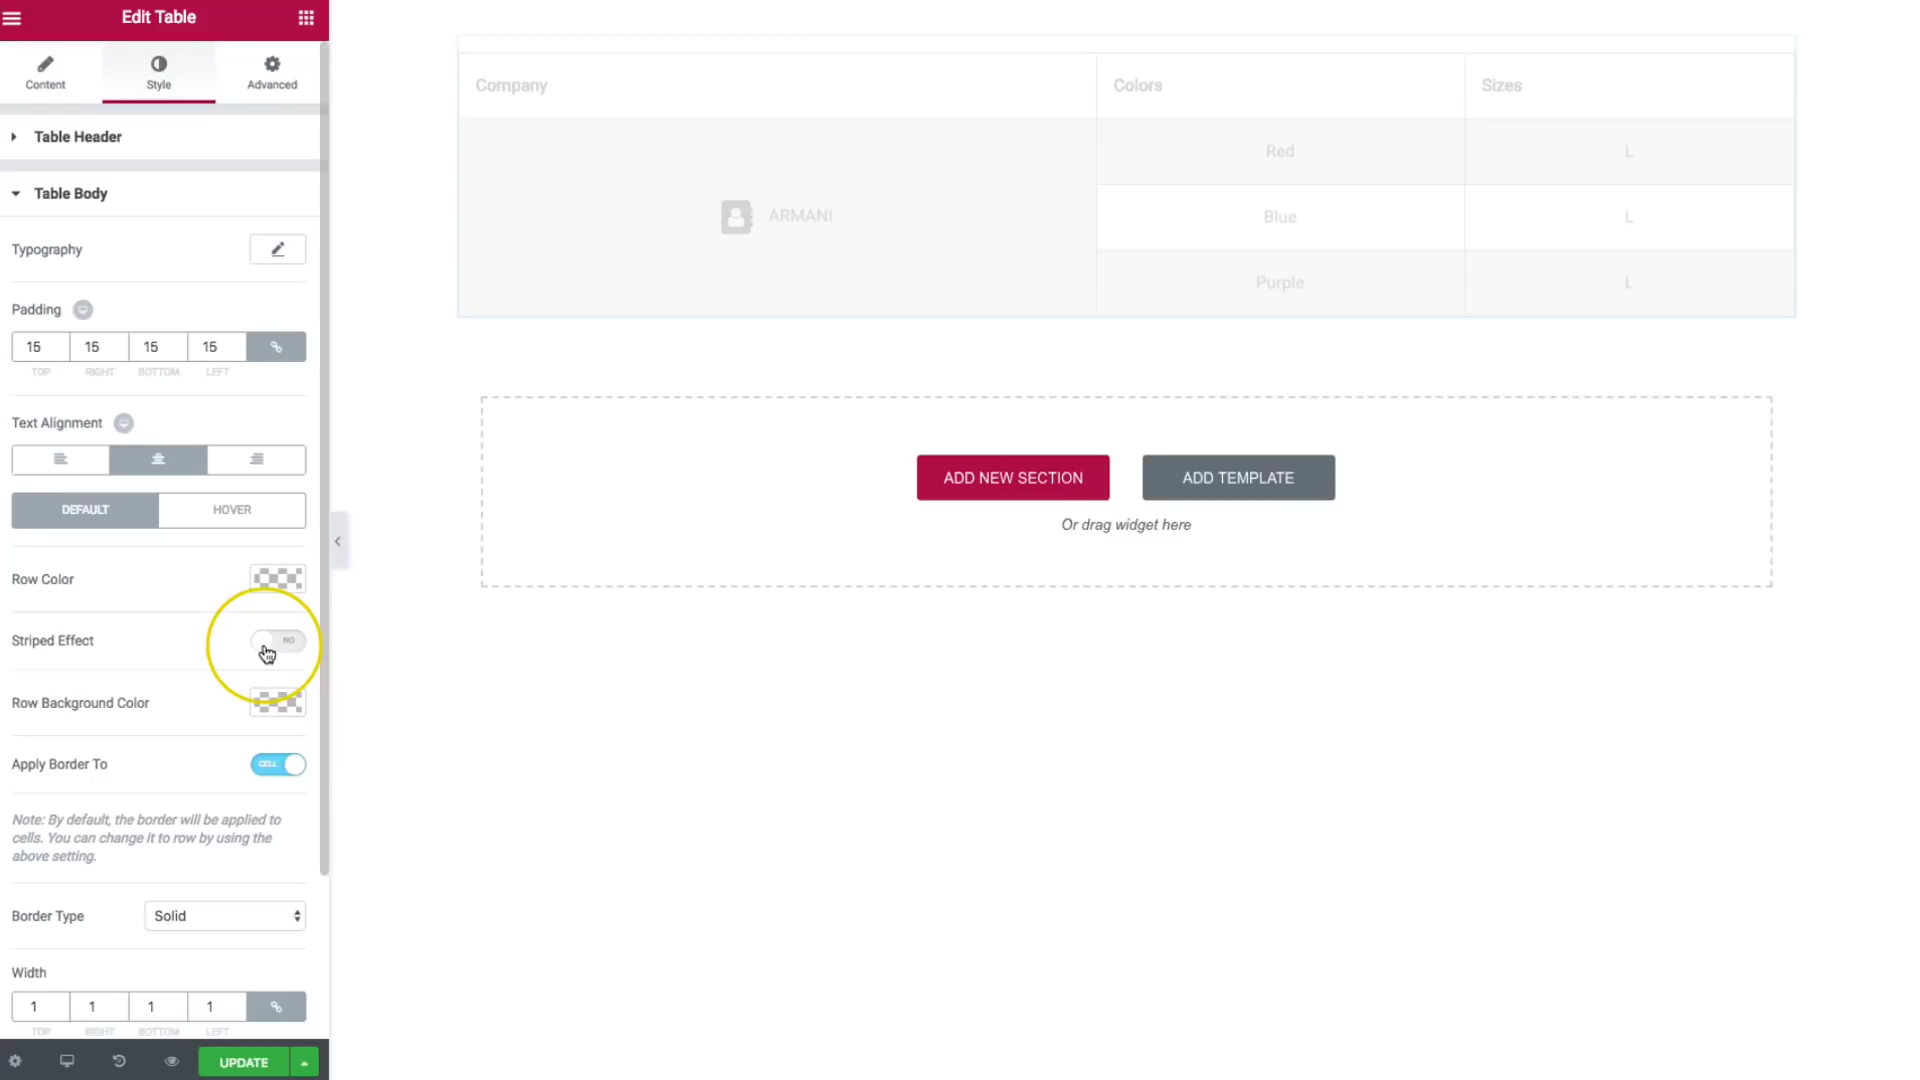 Edit Table
Content
Style
Advanced
Table Header
Table Body
Typography
Padding
15 15 15 15
TOP RIGHT BOTTOM LEFT
Text Alignment
DEFAULT HOVER
Row Color
Striped Effect NO
Row Background Color
Apply Border To CELL
Note: By default, the border will be applied to
cells. You can change it to row by using the
above setting.
Border Type Solid
Width
1 1 1 1
TOP RIGHT BOTTOM LEFT
UPDATE
Company Colors Sizes
Red L
ARMANI Blue L
Purple L
ADD NEW SECTION ADD TEMPLATE
Or drag widget here